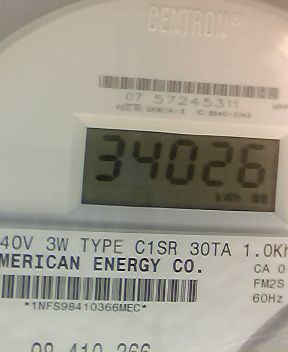 CENTRON®
07 57245311
34026
kWh
40V 3W TYPE C1SR 30TA 1.0Kh
MERICAN ENERGY CO.
CA 0
FM2S
*1NFS98410366MEC*
60Hz
98 410 366